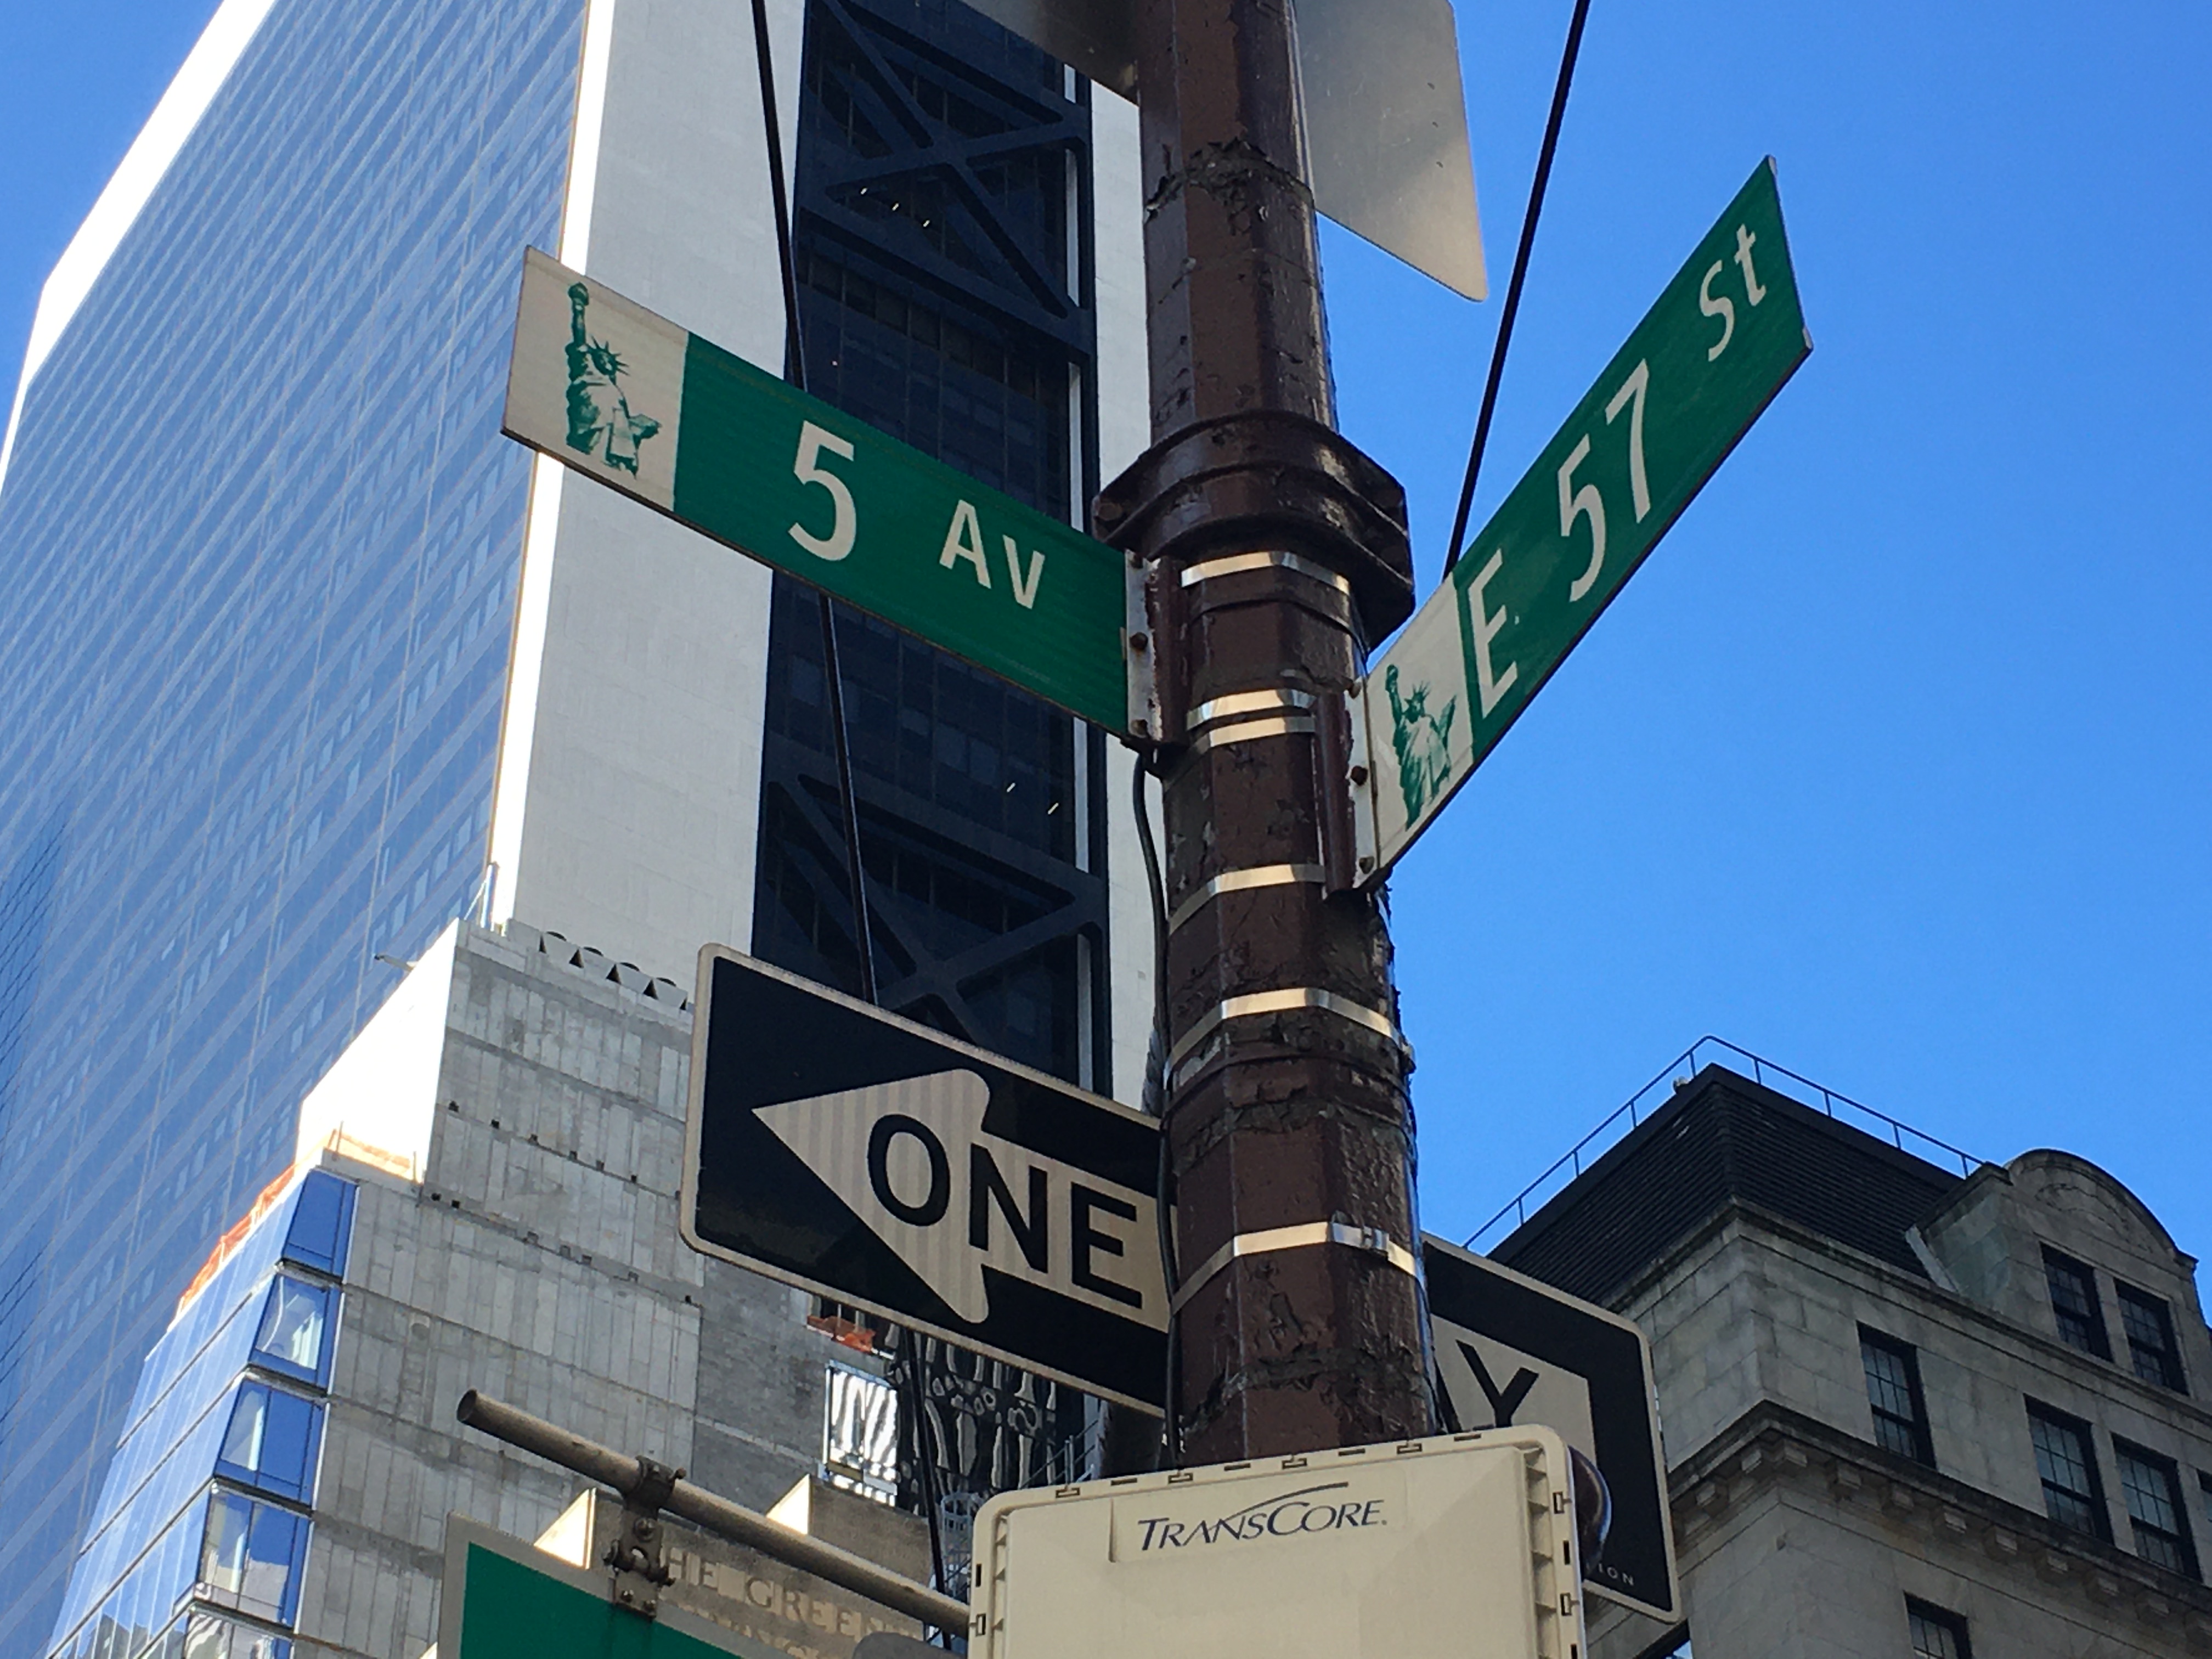 5 AV
E 57 St
ONE
Y
TRANSCORE.